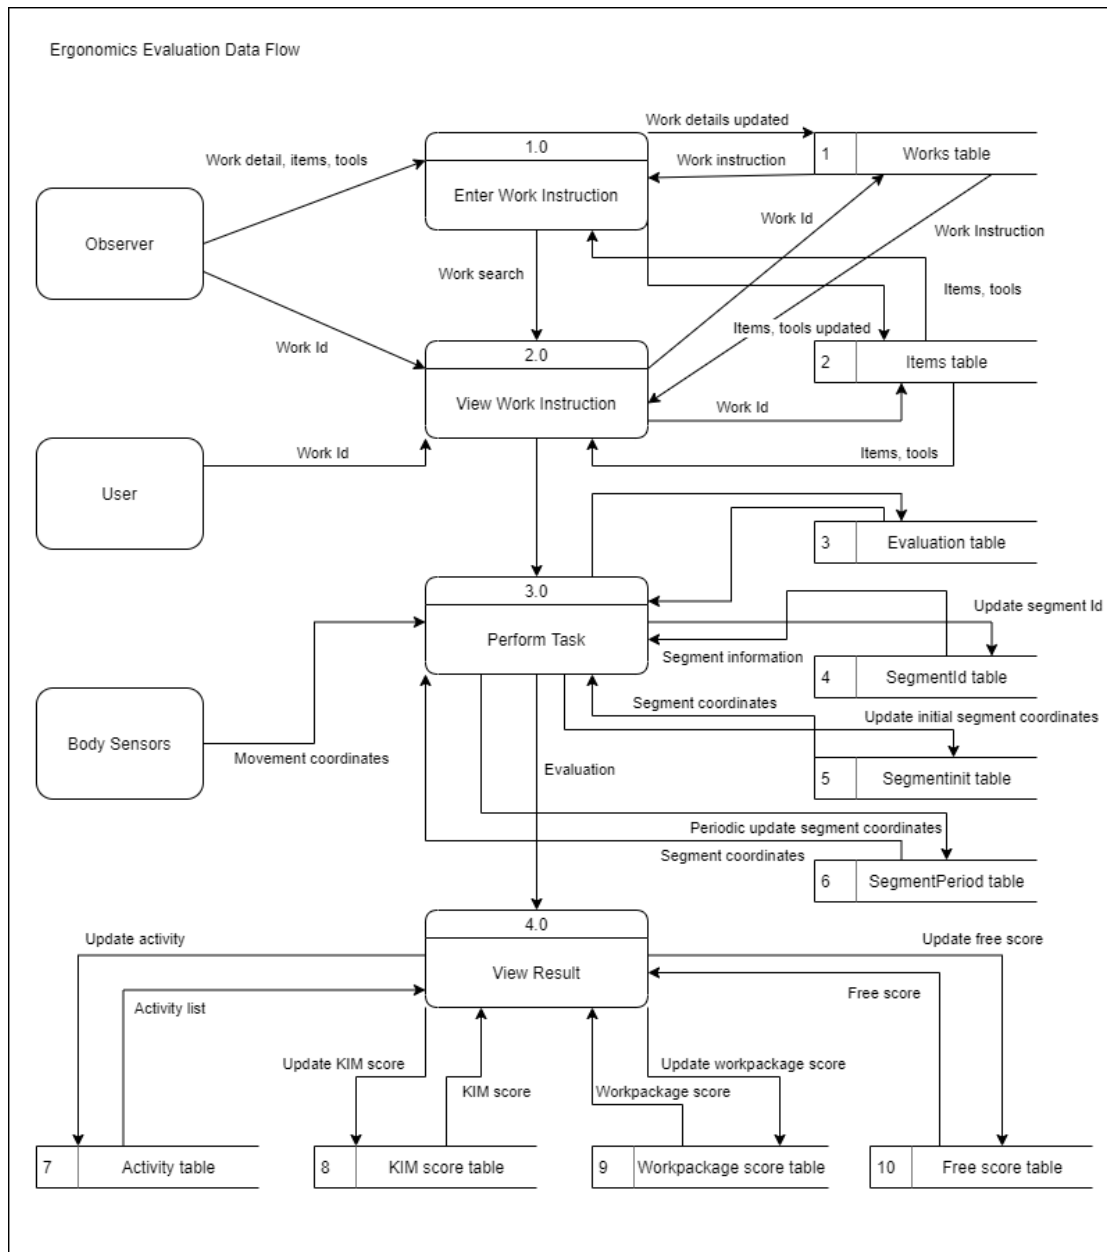 Ergonomics Evaluation Data Flow
Work details updated
1.0
1
Works table
Work detail, items, tools
Work instruction
Enter Work Instruction
Work Id
Work Instruction
Observer
Work search
Items, tools
Items, tools updated
Work Id
2.0
2
Items table
View Work Instruction
Work Id
Work Id
Items, tools
User
3
Evaluation table
3.0
Update segment Id
Perform Task
Segment information
4
SegmentId table
Segment coordinates
Update initial segment coordinates
Body Sensors
Movement coordinates
Evaluation
5
Segmentinit table
Periodic update segment coordinates
Segment coordinates
6
SegmentPeriod table
4.0
Update activity
Update free score
View Result
Activity list
Free score
Update KIM score
Update workpackage score
KIM score
Workpackage score
7
Activity table
8
KIM score table
9
Workpackage score table
10
Free score table